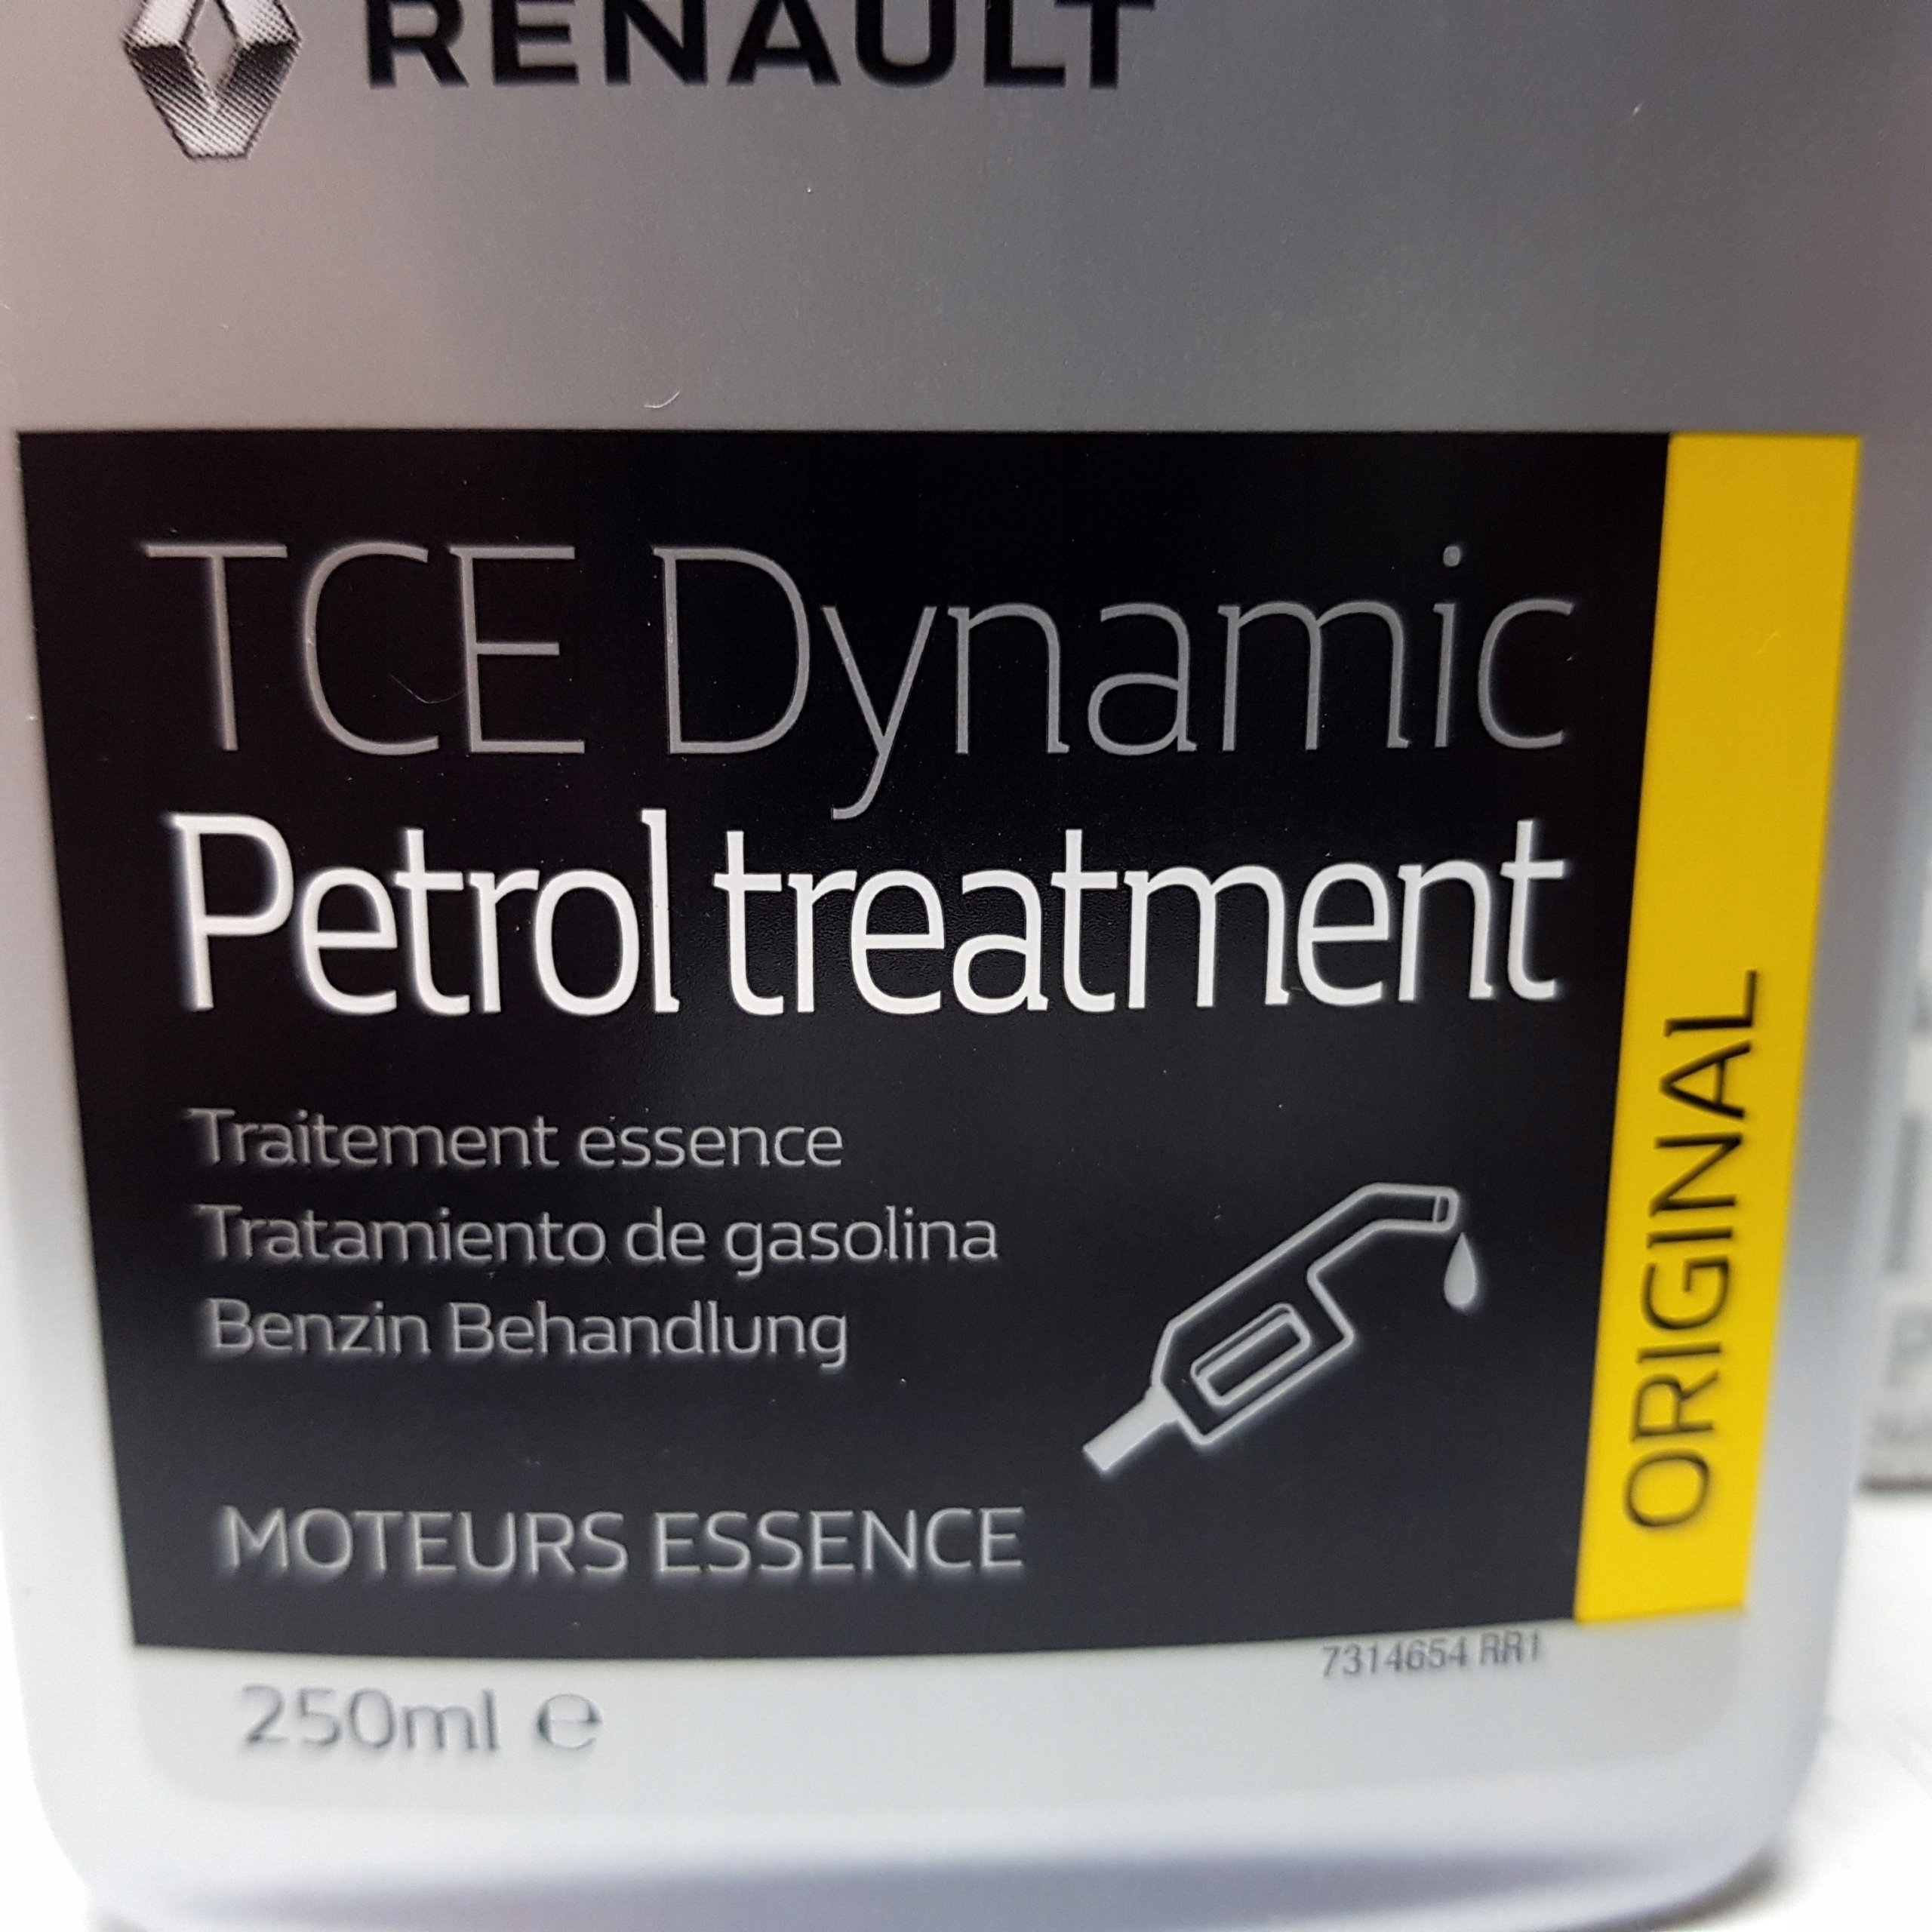 RENAULT
TCE Dynamic
Petrol treatment
Traitement essence
Tratamiento de gasolina
Benzin Behandlung
MOTEURS ESSENCE
ORIGINAL
7314654 RR1
250ml ℮